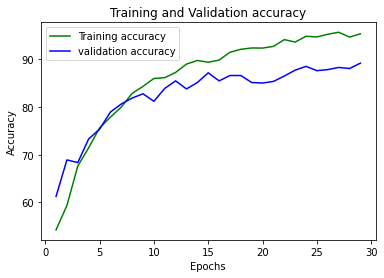 Training and Validation accuracy
Training accuracy
validation accuracy
90
80
70
60
Accuracy
0 5 10 15 20 25 30
Epochs